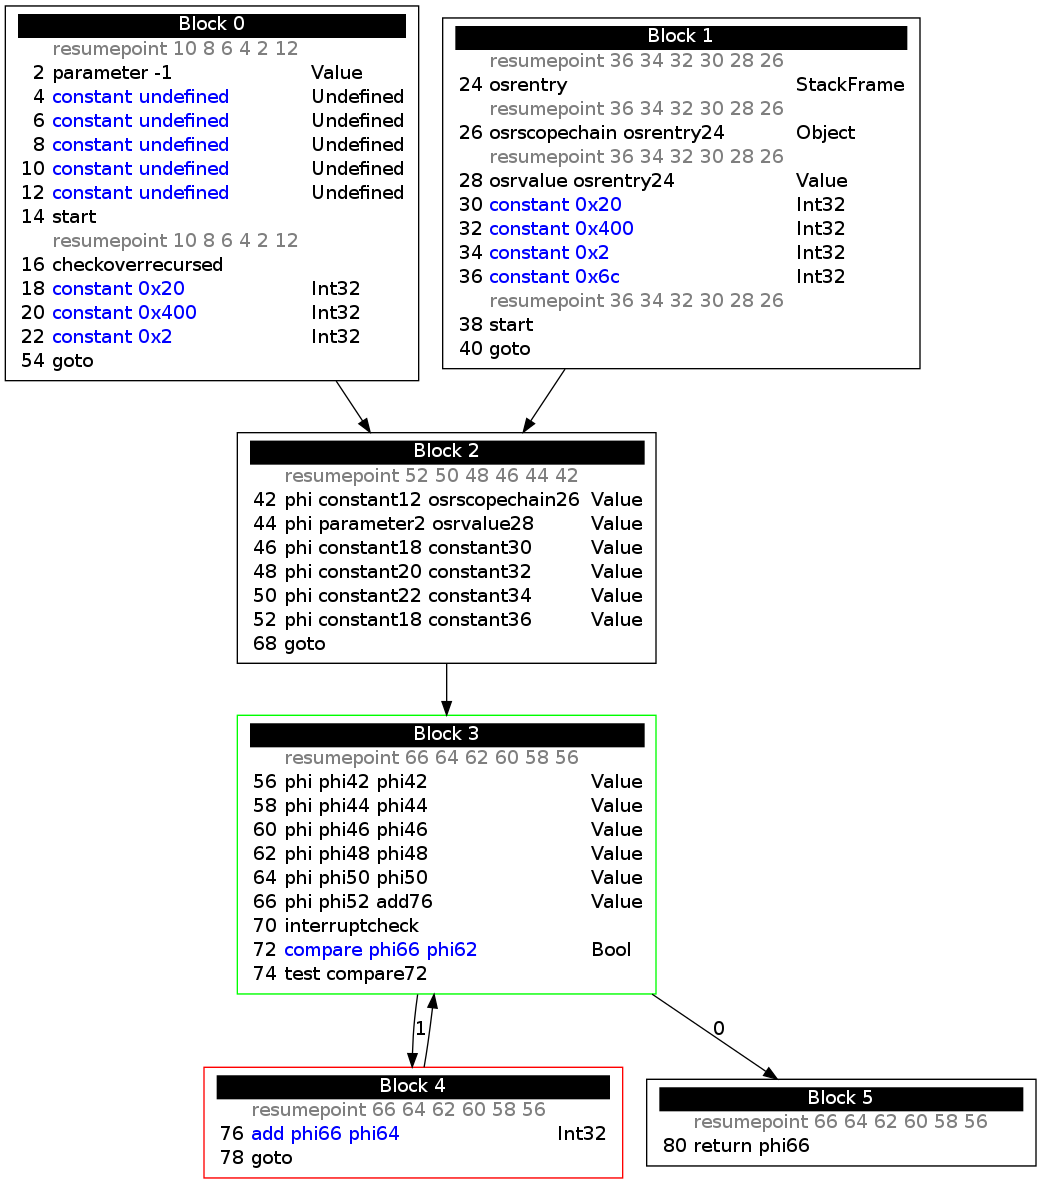 Block 0
resumepoint 10 8 6 4 2 12
2 parameter -1 Value
4 constant undefined Undefined
6 constant undefined Undefined
8 constant undefined Undefined
10 constant undefined Undefined
12 constant undefined Undefined
14 start
resumepoint 10 8 6 4 2 12
16 checkoverrecursed
18 constant 0x20 Int32
20 constant 0x400 Int32
22 constant 0x2 Int32
54 goto
Block 1
resumepoint 36 34 32 30 28 26
24 osrentry StackFrame
resumepoint 36 34 32 30 28 26
26 osrscopechain osrentry24 Object
resumepoint 36 34 32 30 28 26
28 osrvalue osrentry24 Value
30 constant 0x20 Int32
32 constant 0x400 Int32
34 constant 0x2 Int32
36 constant 0x6c Int32
resumepoint 36 34 32 30 28 26
38 start
40 goto
Block 2
resumepoint 52 50 48 46 44 42
42 phi constant12 osrscopechain26 Value
44 phi parameter2 osrvalue28 Value
46 phi constant18 constant30 Value
48 phi constant20 constant32 Value
50 phi constant22 constant34 Value
52 phi constant18 constant36 Value
68 goto
Block 3
resumepoint 66 64 62 60 58 56
56 phi phi42 phi42 Value
58 phi phi44 phi44 Value
60 phi phi46 phi46 Value
62 phi phi48 phi48 Value
64 phi phi50 phi50 Value
66 phi phi52 add76 Value
70 interruptcheck
72 compare phi66 phi62 Bool
74 test compare72
1
0
Block 4
resumepoint 66 64 62 60 58 56
76 add phi66 phi64 Int32
78 goto
Block 5
resumepoint 66 64 62 60 58 56
80 return phi66